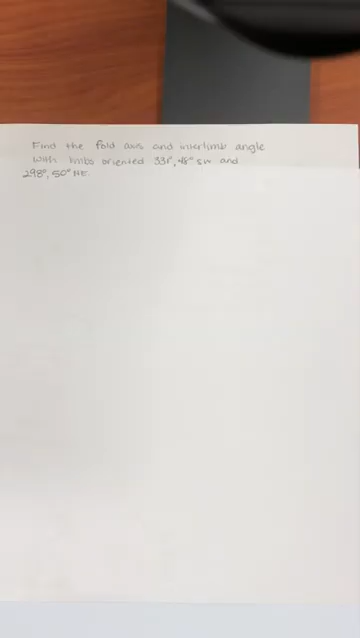 Find the fold axis and interlimb angle
with limbs oriented 331°, 48° SW and
298°, 50° NE.